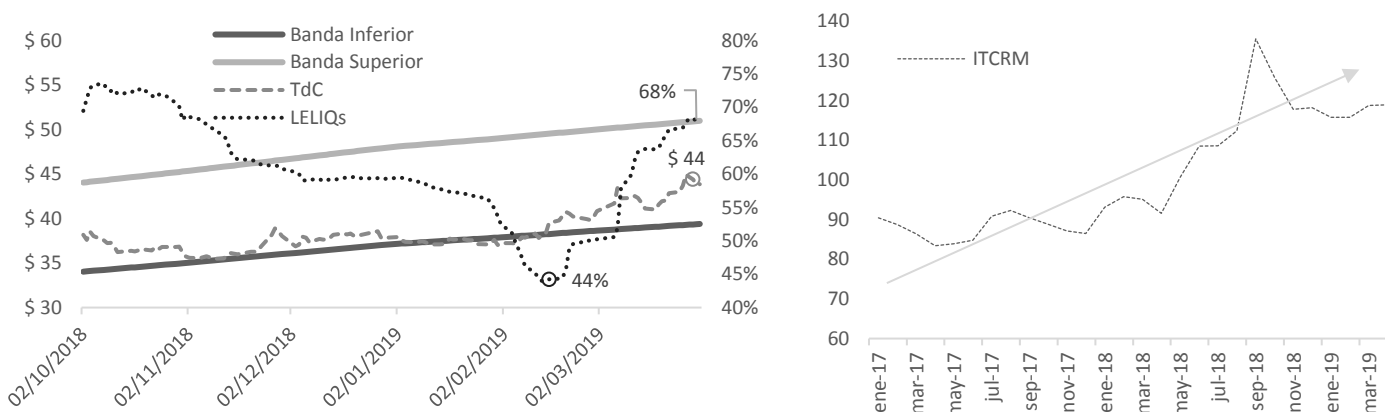 Banda Inferior
Banda Superior
TdC
LELIQs
$ 60
$ 55
$ 50
$ 45
$ 40
$ 35
$ 30
80%
75%
70%
65%
60%
55%
50%
45%
40%
68%
$ 44
44%
02/10/2018
02/11/2018
02/12/2018
02/01/2019
02/02/2019
02/03/2019
140
130
120
110
100
90
80
70
60
ITCRM
ene-17
mar-17
may-17
jul-17
sep-17
nov-17
ene-18
mar-18
may-18
jul-18
sep-18
nov-18
ene-19
mar-19